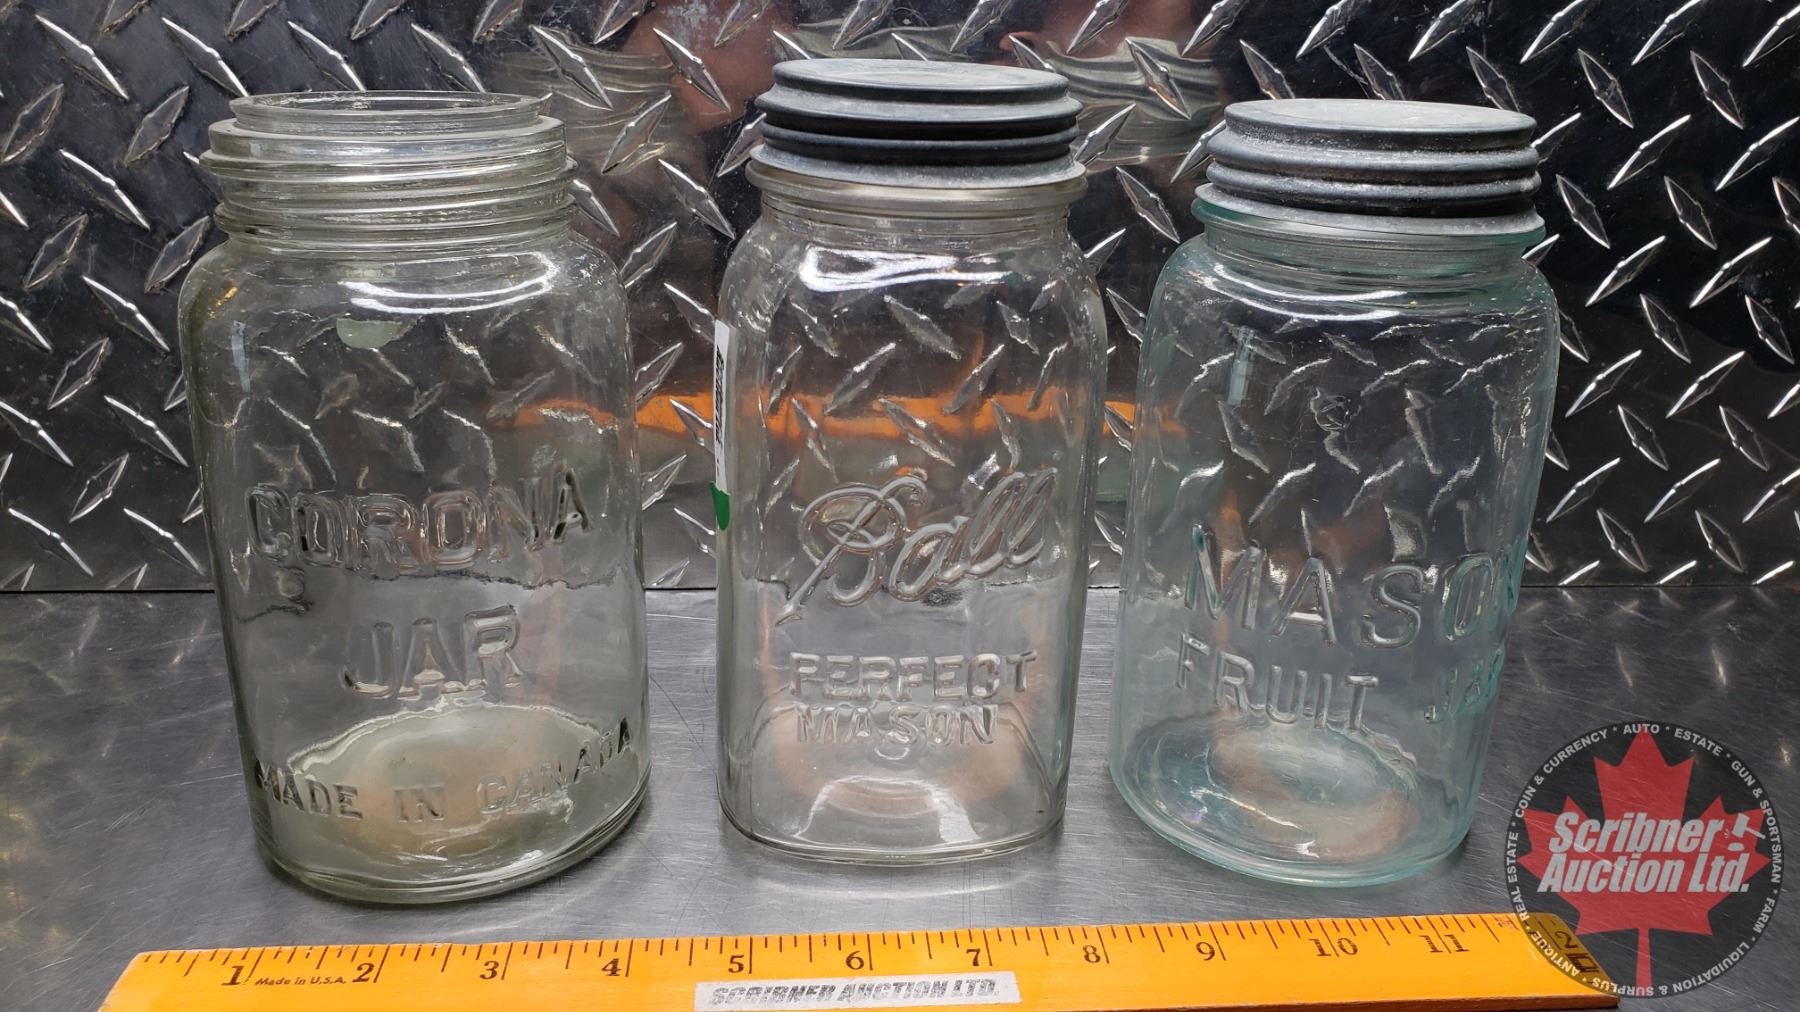 CORONA
JAR
MADE IN CANADA
Ball
PERFECT
MASON
MASON
FRUIT JAR
1 2 3 4 5 6 7 8 9 10 11 12
Made in U.S.A.
SCRIBNER AUCTION LTD.
Scribner
Auction Ltd.
ANTIQUE * REAL ESTATE * COIN & CURRENCY * AUTO * ESTATE * GUN & SPORTSMAN * FARM * LIQUIDATION & SURPLUS *